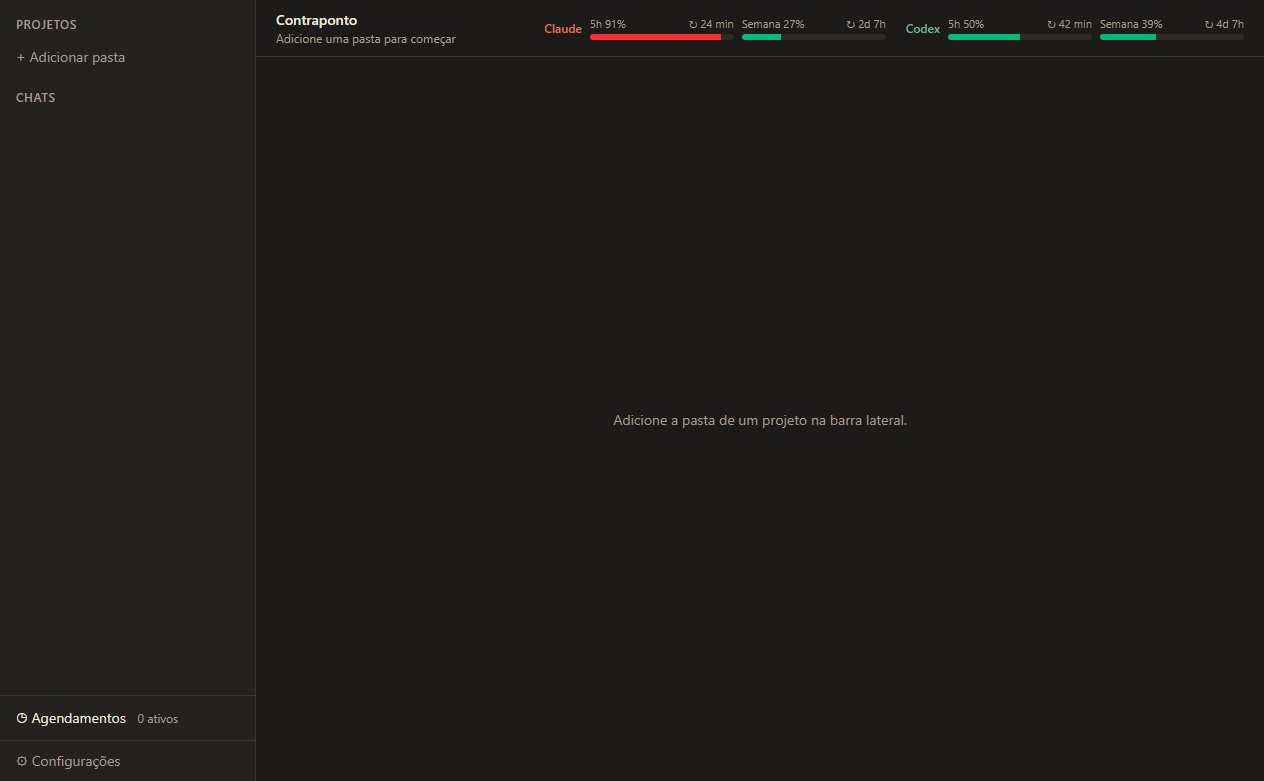 PROJETOS
+ Adicionar pasta
CHATS
◷ Agendamentos 0 ativos
⚙ Configurações
Contraponto
Adicione uma pasta para começar
Claude 5h 91% ↻ 24 min Semana 27% ↻ 2d 7h Codex 5h 50% ↻ 42 min Semana 39% ↻ 4d 7h
Adicione a pasta de um projeto na barra lateral.